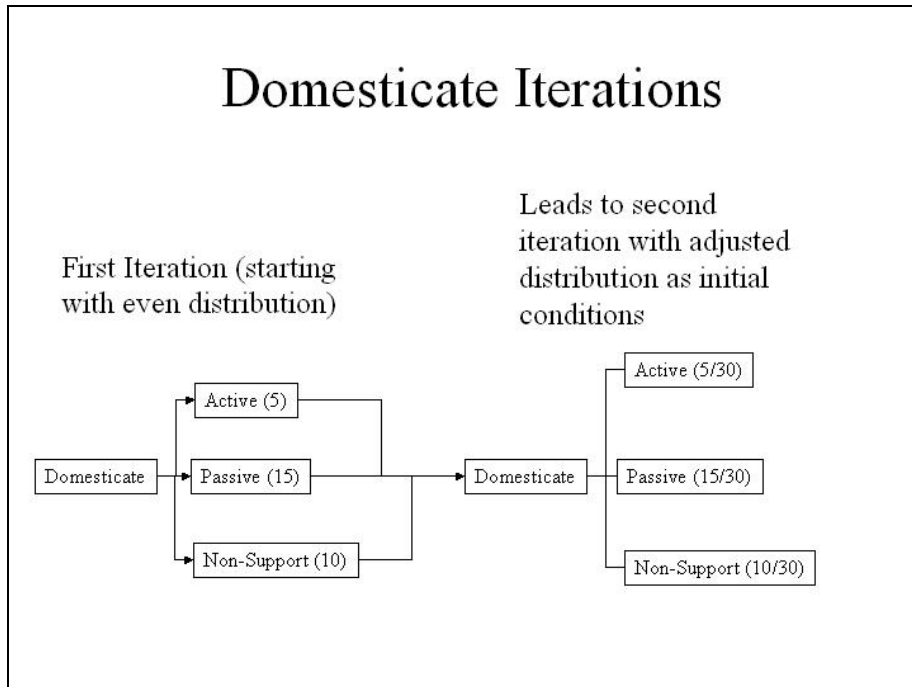 Domesticate Iterations
First Iteration (starting
with even distribution)
Leads to second
iteration with adjusted
distribution as initial
conditions
Domesticate
Active (5)
Passive (15)
Non-Support (10)
Domesticate
Active (5/30)
Passive (15/30)
Non-Support (10/30)